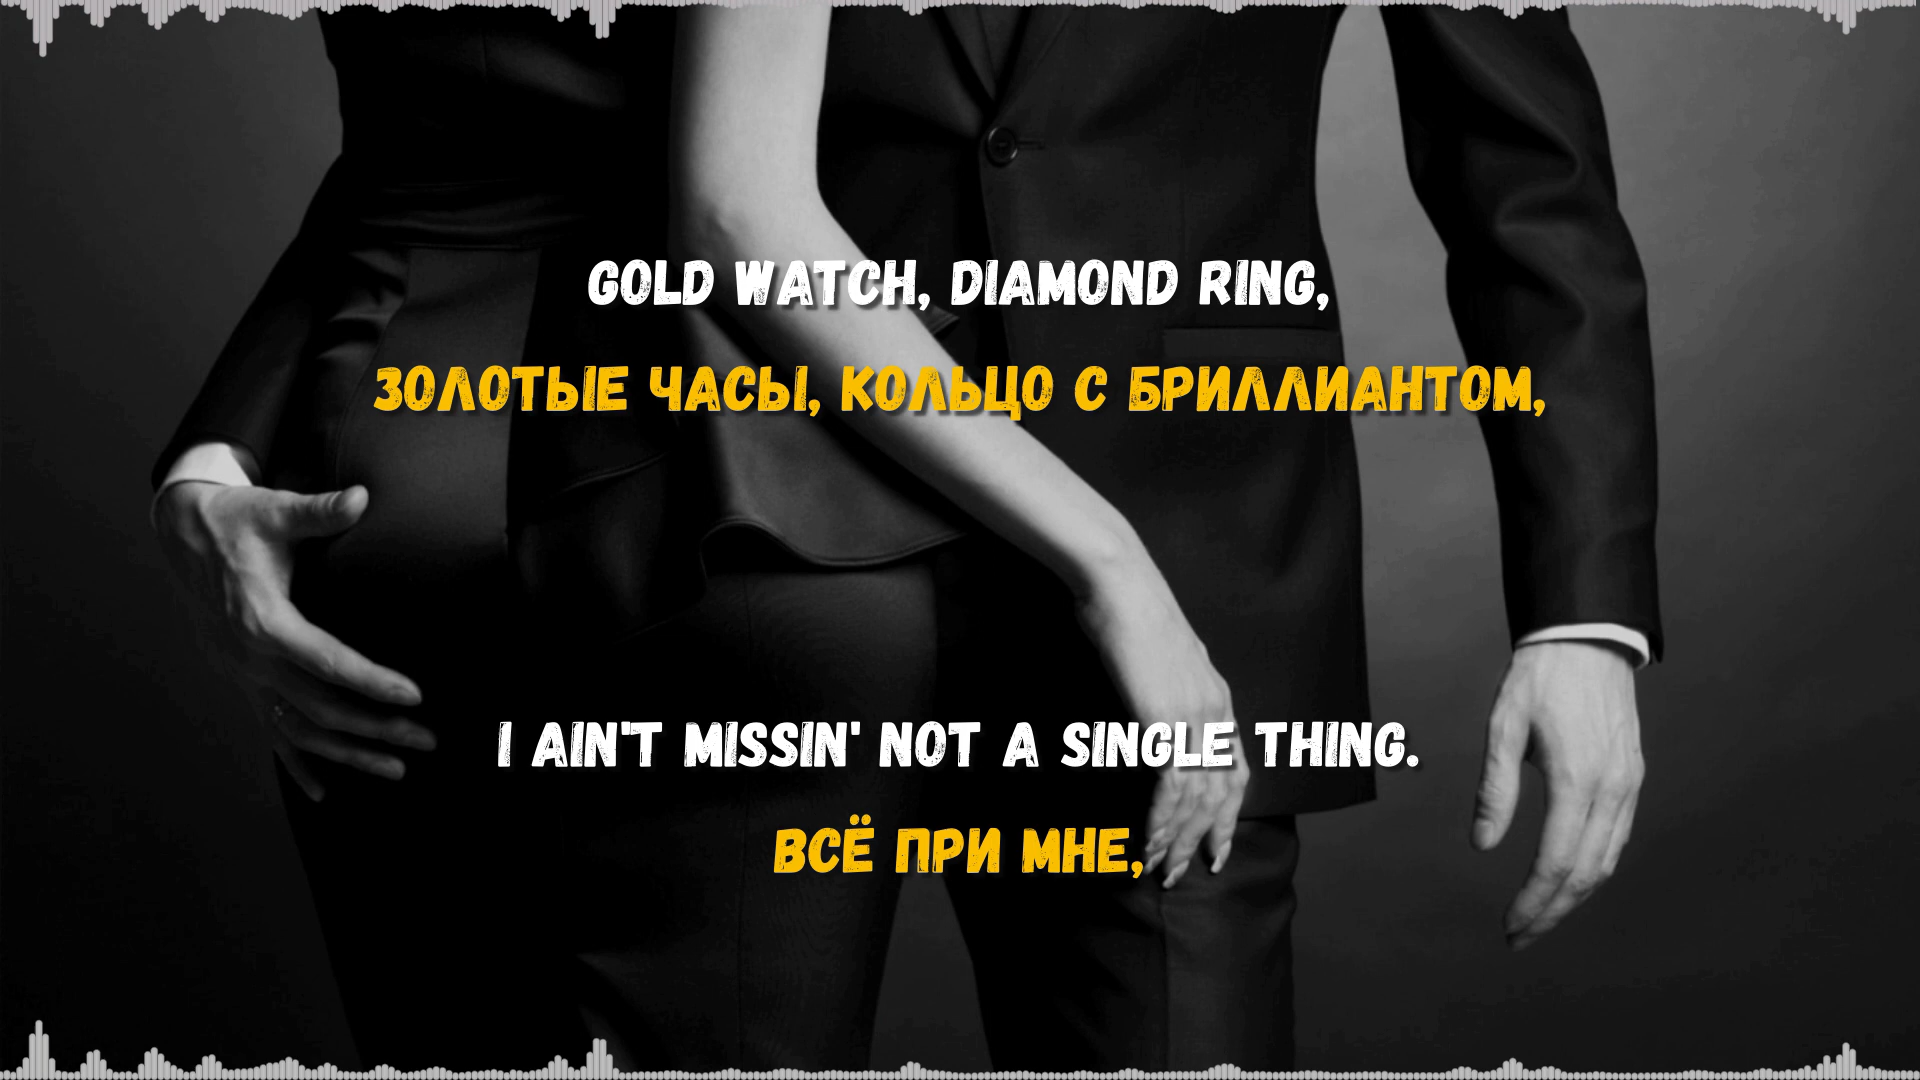 GOLD WATCH, DIAMOND RING,
ЗОЛОТЫЕ ЧАСЫ, КОЛЬЦО С БРИЛЛИАНТОМ,
I AIN'T MISSIN' NOT A SINGLE THING.
ВСЁ ПРИ МНЕ,